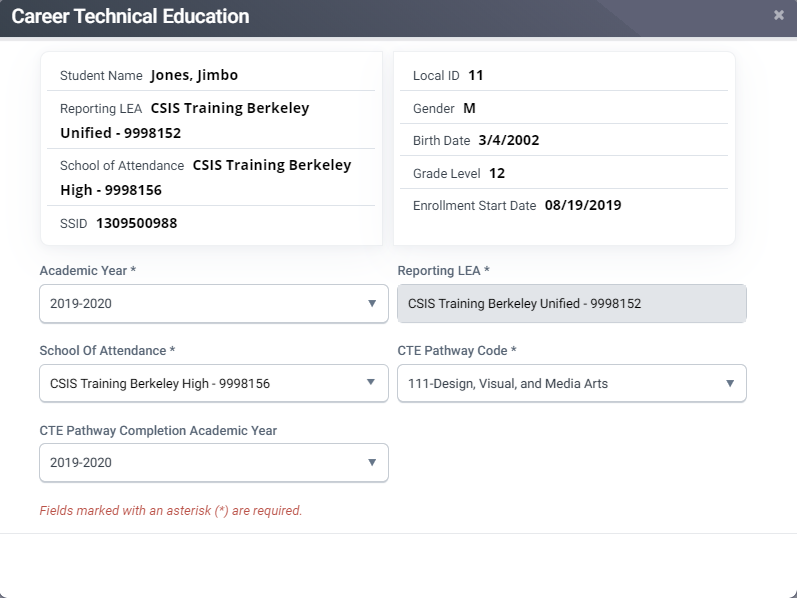 Career Technical Education
×
Student Name Jones, Jimbo
Reporting LEA CSIS Training Berkeley
Unified - 9998152
School of Attendance CSIS Training Berkeley
High - 9998156
SSID 1309500988
Local ID 11
Gender M
Birth Date 3/4/2002
Grade Level 12
Enrollment Start Date 08/19/2019
Academic Year *
2019-2020
Reporting LEA *
CSIS Training Berkeley Unified - 9998152
School Of Attendance *
CSIS Training Berkeley High - 9998156
CTE Pathway Code *
111-Design, Visual, and Media Arts
CTE Pathway Completion Academic Year
2019-2020
Fields marked with an asterisk (*) are required.